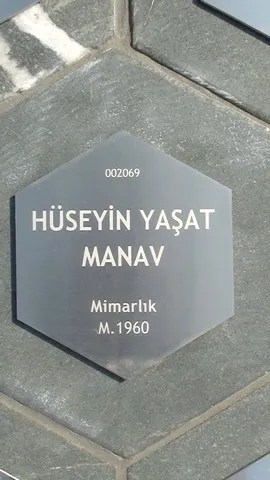 002069
HÜSEYİN YAŞAT
MANAV
Mimarlık
M.1960